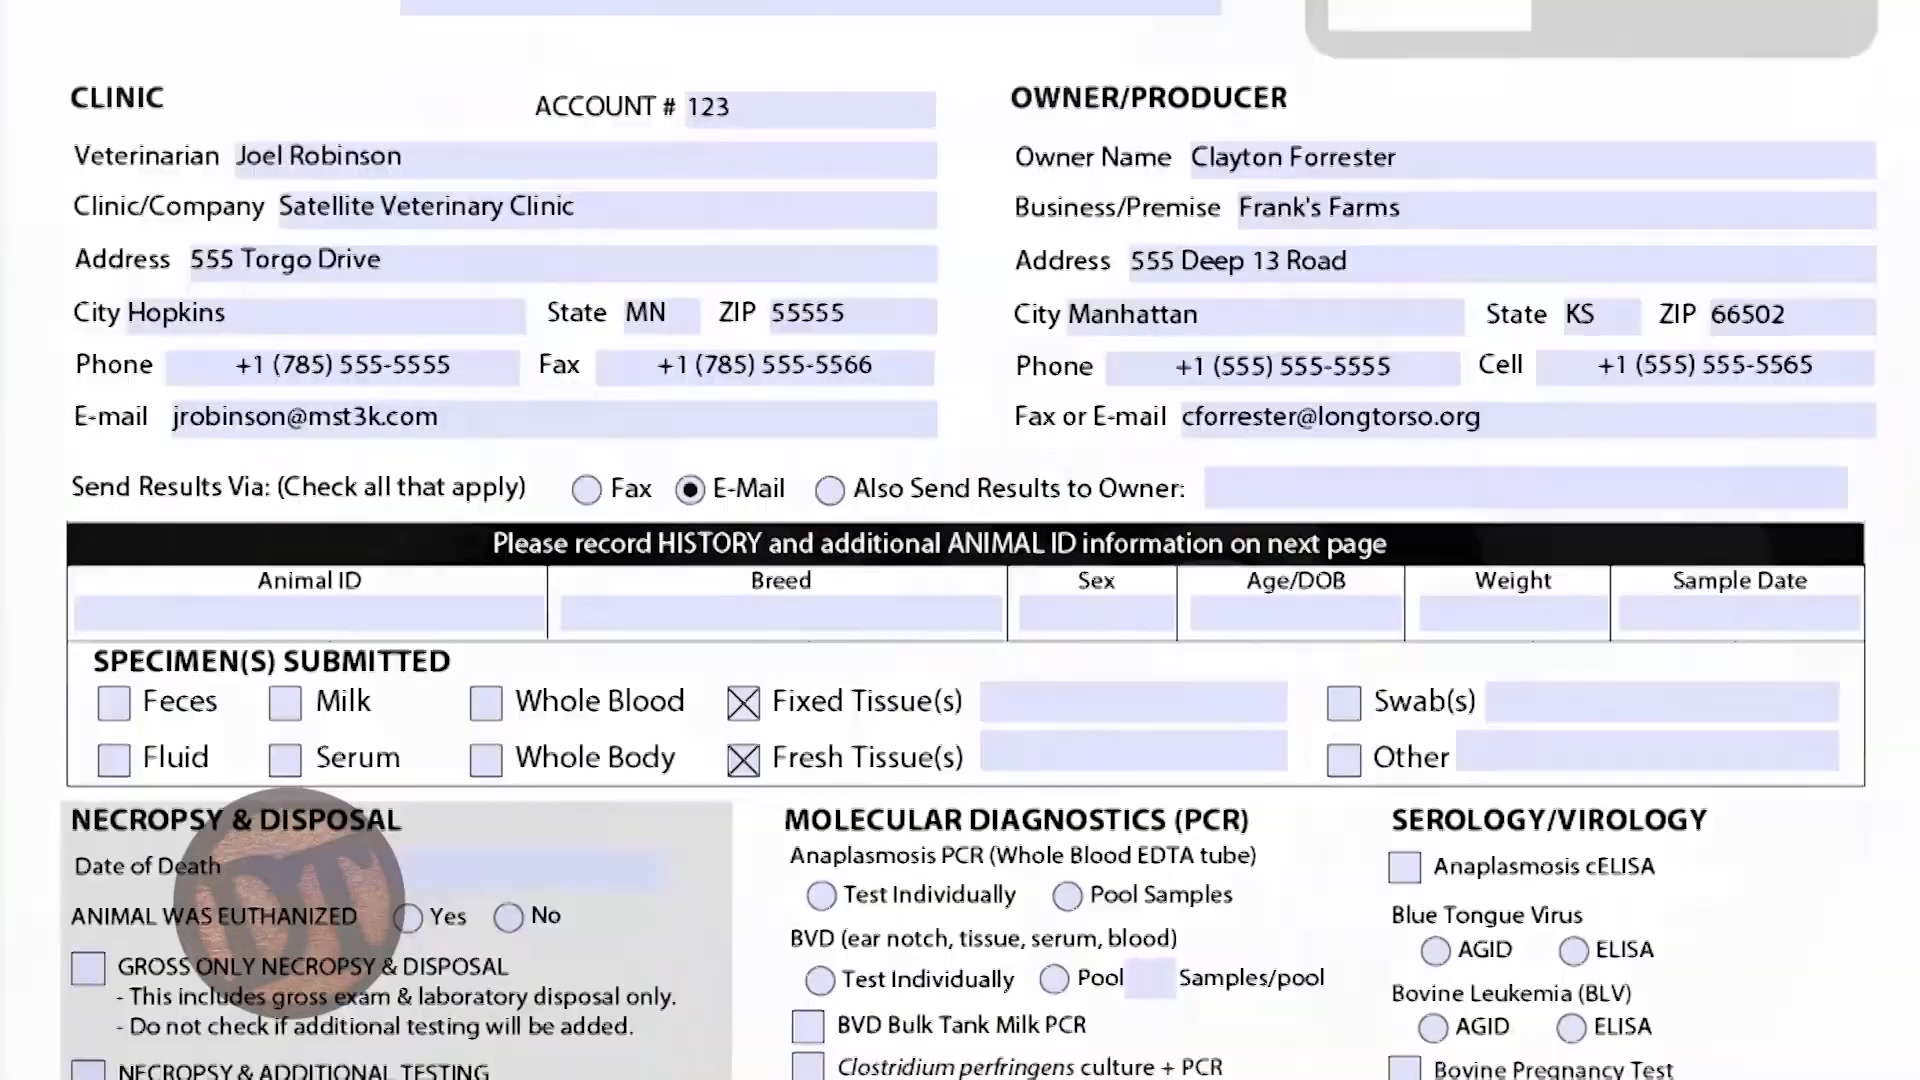 CLINIC
ACCOUNT # 123
Veterinarian Joel Robinson
Clinic/Company Satellite Veterinary Clinic
Address 555 Torgo Drive
City Hopkins State MN ZIP 55555
Phone +1 (785) 555-5555 Fax +1 (785) 555-5566
E-mail jrobinson@mst3k.com
OWNER/PRODUCER
Owner Name Clayton Forrester
Business/Premise Frank's Farms
Address 555 Deep 13 Road
City Manhattan State KS ZIP 66502
Phone +1 (555) 555-5555 Cell +1 (555) 555-5565
Fax or E-mail cforrester@longtorso.org
Send Results Via: (Check all that apply) Fax E-Mail Also Send Results to Owner:
Please record HISTORY and additional ANIMAL ID information on next page
Animal ID Breed Sex Age/DOB Weight Sample Date
SPECIMEN(S) SUBMITTED
Feces Milk Whole Blood Fixed Tissue(s) Swab(s)
Fluid Serum Whole Body Fresh Tissue(s) Other
NECROPSY & DISPOSAL
Date of Death
ANIMAL WAS EUTHANIZED Yes No
GROSS ONLY NECROPSY & DISPOSAL
- This includes gross exam & laboratory disposal only.
- Do not check if additional testing will be added.
NECROPSY & ADDITIONAL TESTING
DT
MOLECULAR DIAGNOSTICS (PCR)
Anaplasmosis PCR (Whole Blood EDTA tube)
Test Individually Pool Samples
BVD (ear notch, tissue, serum, blood)
Test Individually Pool Samples/pool
BVD Bulk Tank Milk PCR
Clostridium perfringens culture + PCR
SEROLOGY/VIROLOGY
Anaplasmosis cELISA
Blue Tongue Virus
AGID ELISA
Bovine Leukemia (BLV)
AGID ELISA
Bovine Pregnancy Test